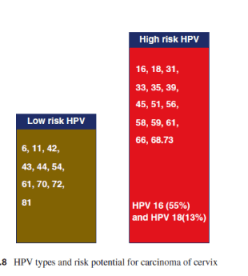 High risk HPV
16, 18, 31,
33, 35, 39,
45, 51, 56,
58, 59, 61,
66, 68.73
HPV 16 (55%)
and HPV 18(13%)
Low risk HPV
6, 11, 42,
43, 44, 54,
61, 70, 72,
81
.8 HPV types and risk potential for carcinoma of cervix